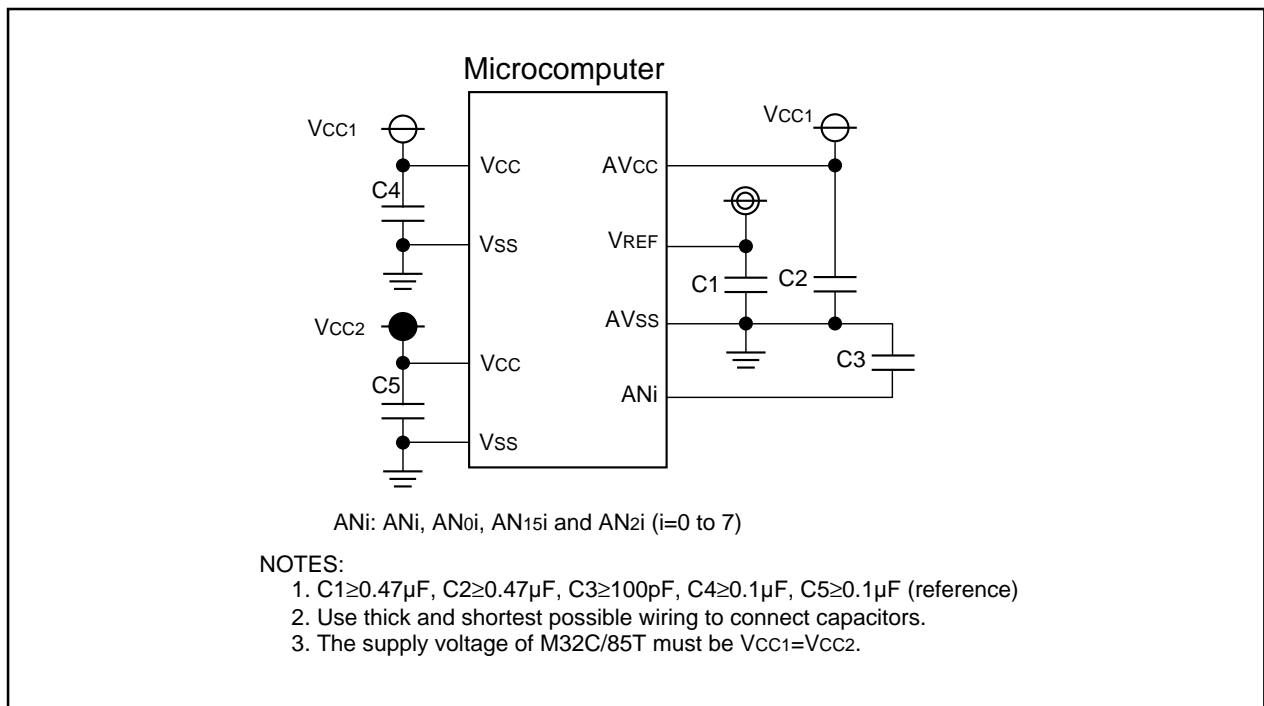 Microcomputer
VCC1
VCC1
VCC
AVCC
C4
VREF
VSS
C1
C2
VCC2
AVSS
C3
VCC
C5
ANi
VSS
ANi: ANi, AN0i, AN15i and AN2i (i=0 to 7)
NOTES:
1. C1≥0.47µF, C2≥0.47µF, C3≥100pF, C4≥0.1µF, C5≥0.1µF (reference)
2. Use thick and shortest possible wiring to connect capacitors.
3. The supply voltage of M32C/85T must be VCC1=VCC2.